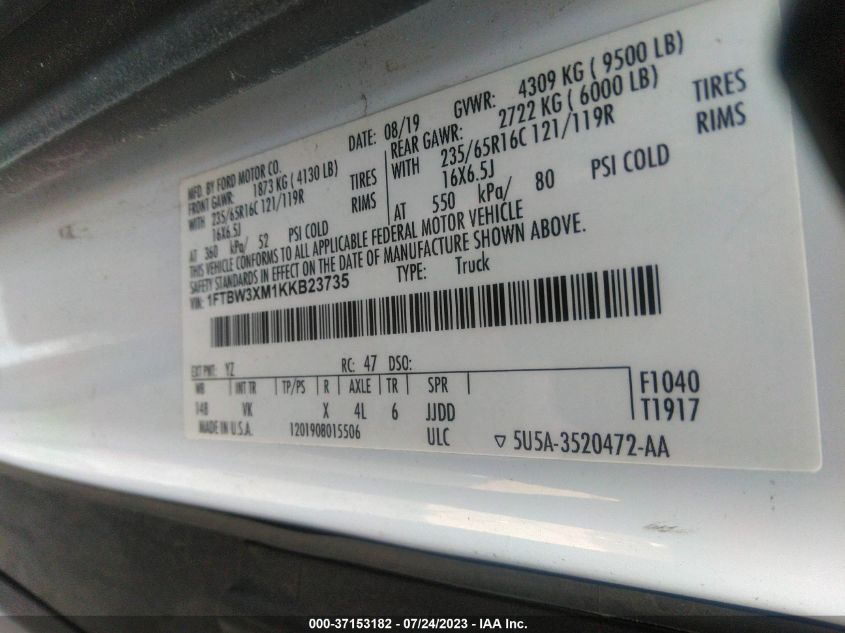 MFD. BY FORD MOTOR CO.
DATE: 08/19
GVWR: 4309 KG ( 9500 LB)
FRONT GAWR: 1873 KG ( 4130 LB)
REAR GAWR: 2722 KG ( 6000 LB)
WITH 235/65R16C 121/119R TIRES
WITH 235/65R16C 121/119R TIRES
16X6.5J RIMS
16X6.5J RIMS
AT 360 kPa/ 52 PSI COLD
AT 550 kPa/ 80 PSI COLD
THIS VEHICLE CONFORMS TO ALL APPLICABLE FEDERAL MOTOR VEHICLE
SAFETY STANDARDS IN EFFECT ON THE DATE OF MANUFACTURE SHOWN ABOVE.
VIN: 1FTBW3XM1KKB23735
TYPE: Truck
EXT PNT: YZ RC: 47 DSO:
WB INT TR TP/PS R AXLE TR SPR
148 VK X 4L 6 JJDD
F1040
T1917
MADE IN U.S.A. 1201908015506 ULC
5U5A-3520472-AA
000-37153182 - 07/24/2023 - IAA Inc.